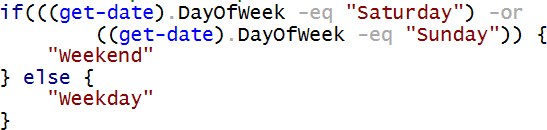 if(((get-date).DayOfWeek -eq "Saturday") -or
((get-date).DayOfWeek -eq "Sunday")) {
"Weekend"
} else {
"Weekday"
}